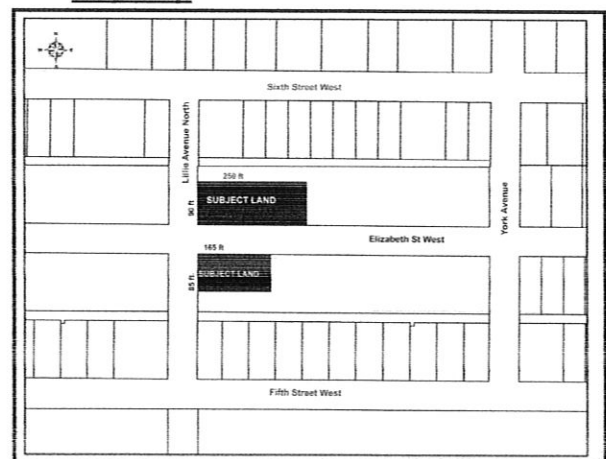 N
W E
S
Sixth Street West
Lillie Avenue North
250 ft
90 ft
SUBJECT LAND
York Avenue
Elizabeth St West
165 ft
85 ft.
SUBJECT LAND
Fifth Street West